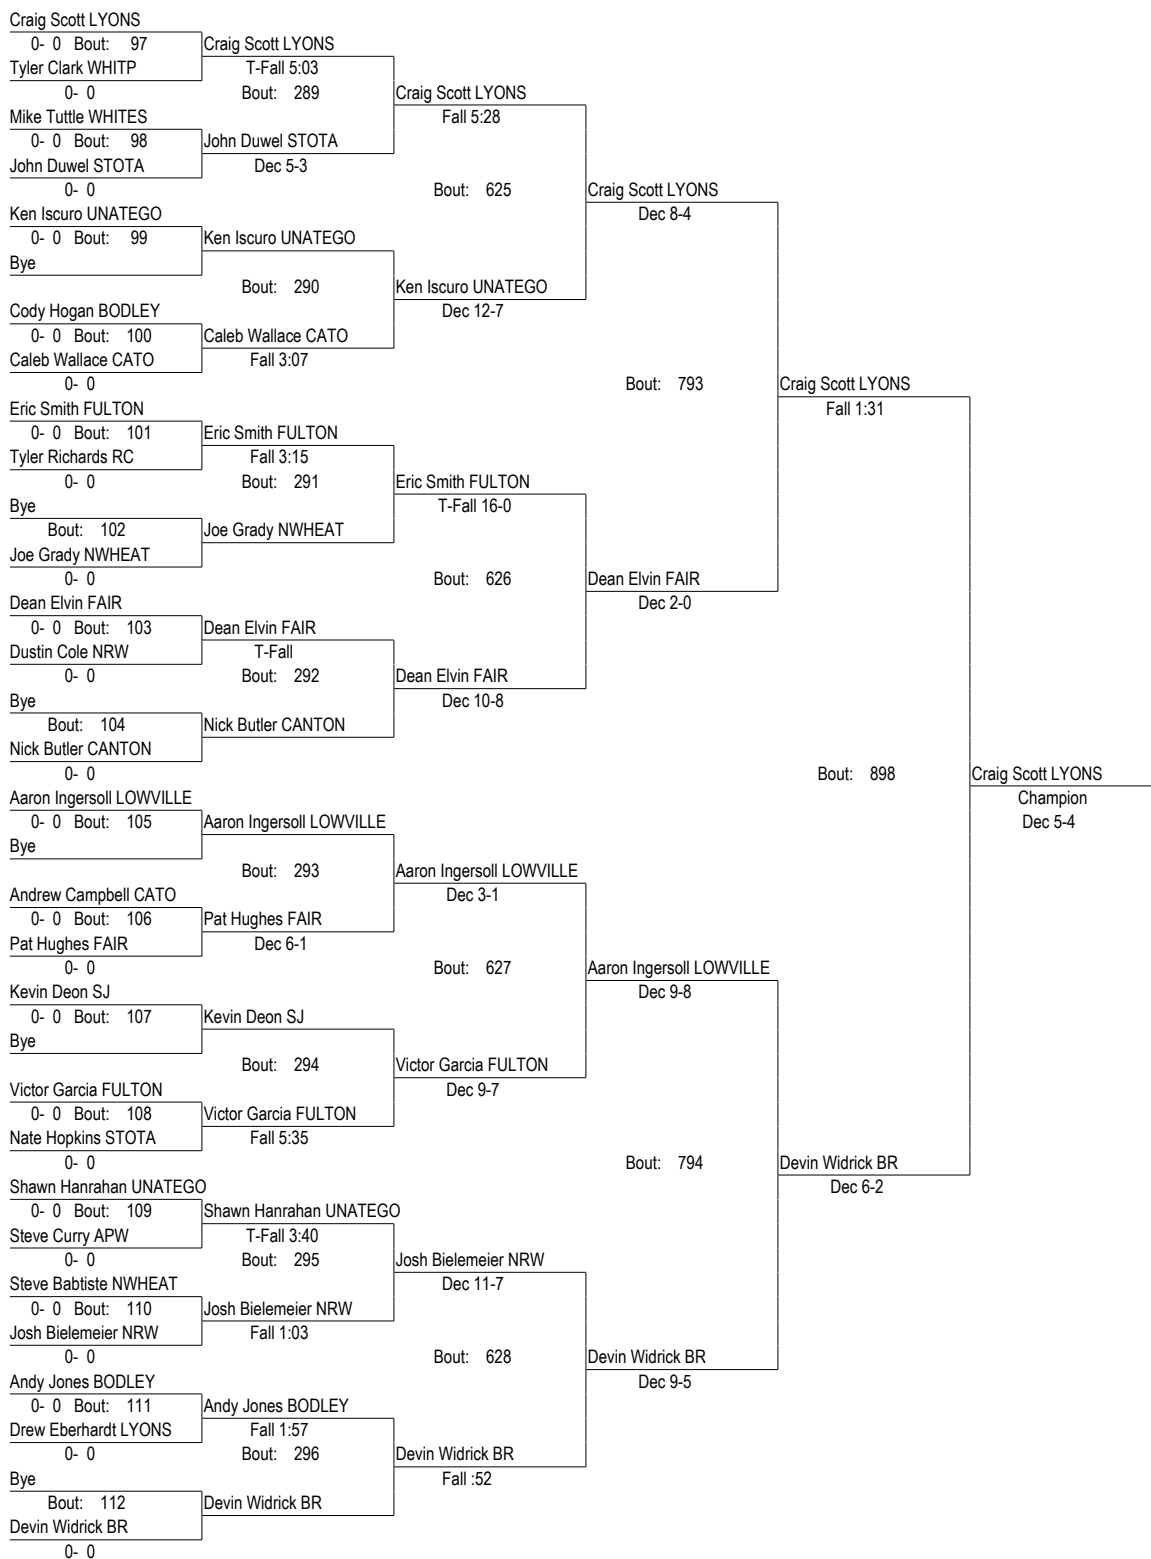 Craig Scott LYONS
0- 0 Bout: 97 Craig Scott LYONS
Tyler Clark WHITP T-Fall 5:03
0- 0 Bout: 289 Craig Scott LYONS
Mike Tuttle WHITES Fall 5:28
0- 0 Bout: 98 John Duwel STOTA
John Duwel STOTA Dec 5-3
0- 0 Bout: 625 Craig Scott LYONS
Ken Iscuro UNATEGO Dec 8-4
0- 0 Bout: 99 Ken Iscuro UNATEGO
Bye
Bout: 290 Ken Iscuro UNATEGO
Cody Hogan BODLEY Dec 12-7
0- 0 Bout: 100 Caleb Wallace CATO
Caleb Wallace CATO Fall 3:07
0- 0 Bout: 793 Craig Scott LYONS
Eric Smith FULTON Fall 1:31
0- 0 Bout: 101 Eric Smith FULTON
Tyler Richards RC Fall 3:15
0- 0 Bout: 291 Eric Smith FULTON
Bye T-Fall 16-0
Bout: 102 Joe Grady NWHEAT
Joe Grady NWHEAT
0- 0 Bout: 626 Dean Elvin FAIR
Dean Elvin FAIR Dec 2-0
0- 0 Bout: 103 Dean Elvin FAIR
Dustin Cole NRW T-Fall
0- 0 Bout: 292 Dean Elvin FAIR
Bye Dec 10-8
Bout: 104 Nick Butler CANTON
Nick Butler CANTON
0- 0 Bout: 898 Craig Scott LYONS
Aaron Ingersoll LOWVILLE Champion
0- 0 Bout: 105 Aaron Ingersoll LOWVILLE Dec 5-4
Bye
Bout: 293 Aaron Ingersoll LOWVILLE
Andrew Campbell CATO Dec 3-1
0- 0 Bout: 106 Pat Hughes FAIR
Pat Hughes FAIR Dec 6-1
0- 0 Bout: 627 Aaron Ingersoll LOWVILLE
Kevin Deon SJ Dec 9-8
0- 0 Bout: 107 Kevin Deon SJ
Bye
Bout: 294 Victor Garcia FULTON
Victor Garcia FULTON Dec 9-7
0- 0 Bout: 108 Victor Garcia FULTON
Nate Hopkins STOTA Fall 5:35
0- 0 Bout: 794 Devin Widrick BR
Shawn Hanrahan UNATEGO Dec 6-2
0- 0 Bout: 109 Shawn Hanrahan UNATEGO
Steve Curry APW T-Fall 3:40
0- 0 Bout: 295 Josh Bielemeier NRW
Steve Babtiste NWHEAT Dec 11-7
0- 0 Bout: 110 Josh Bielemeier NRW
Josh Bielemeier NRW Fall 1:03
0- 0 Bout: 628 Devin Widrick BR
Andy Jones BODLEY Dec 9-5
0- 0 Bout: 111 Andy Jones BODLEY
Drew Eberhardt LYONS Fall 1:57
0- 0 Bout: 296 Devin Widrick BR
Bye Fall :52
Bout: 112 Devin Widrick BR
Devin Widrick BR
0- 0